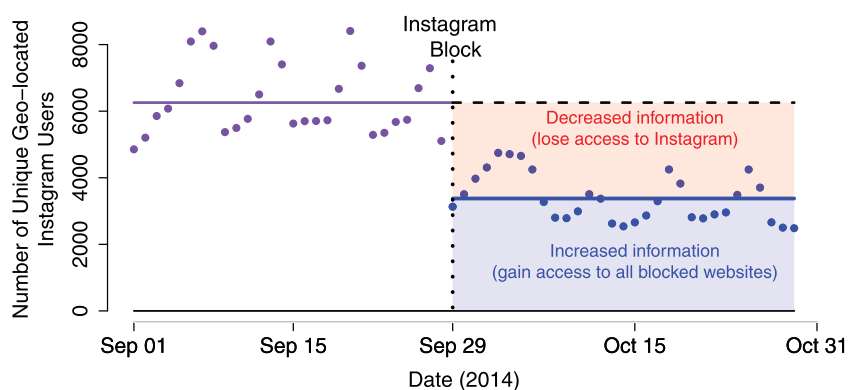 Instagram
Block
Number of Unique Geo−located
Instagram Users
8000
6000
4000
2000
0
Decreased information
(lose access to Instagram)
Increased information
(gain access to all blocked websites)
Sep 01
Sep 15
Sep 29
Oct 15
Oct 31
Date (2014)